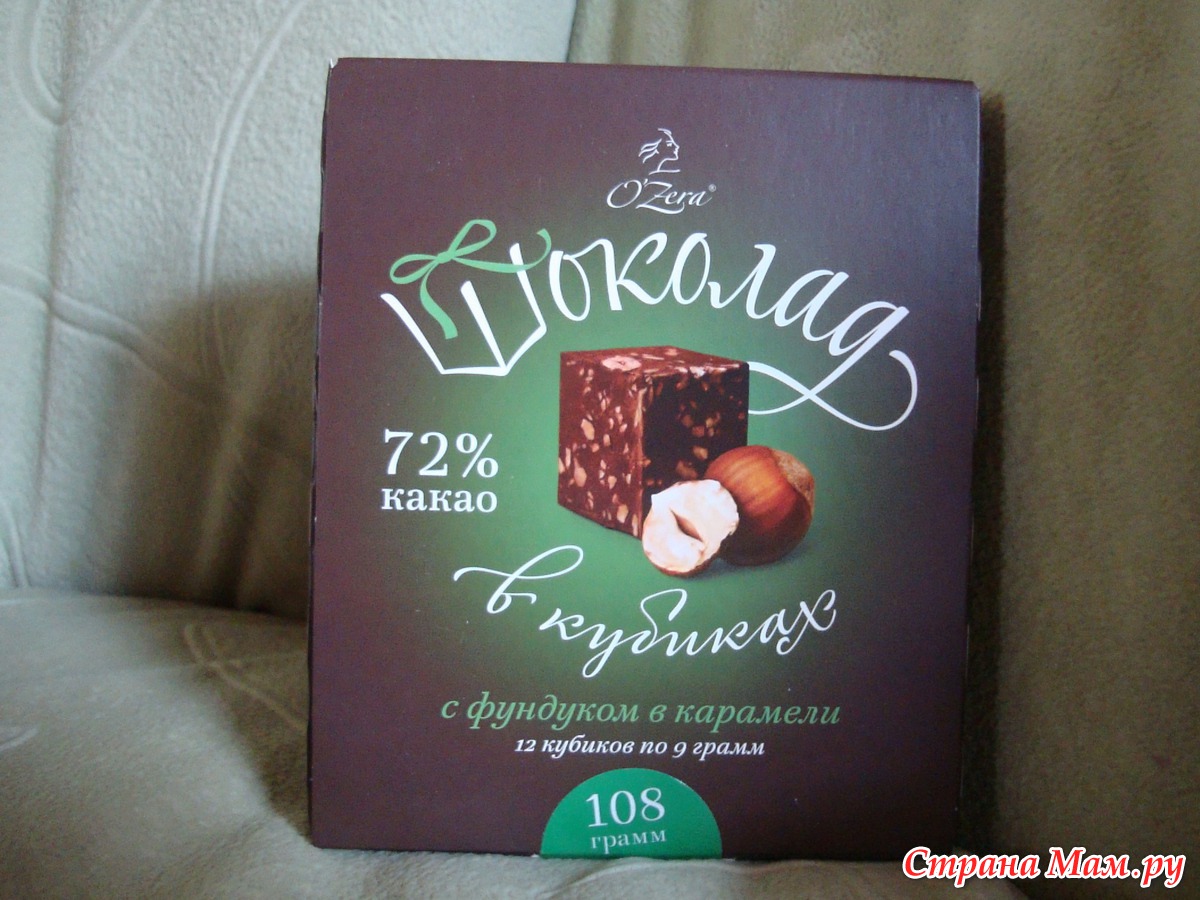 O'Zera®
Шоколад
72%
какао
в кубиках
с фундуком в карамели
12 кубиков по 9 грамм
108
грамм
Страна Мам.ру